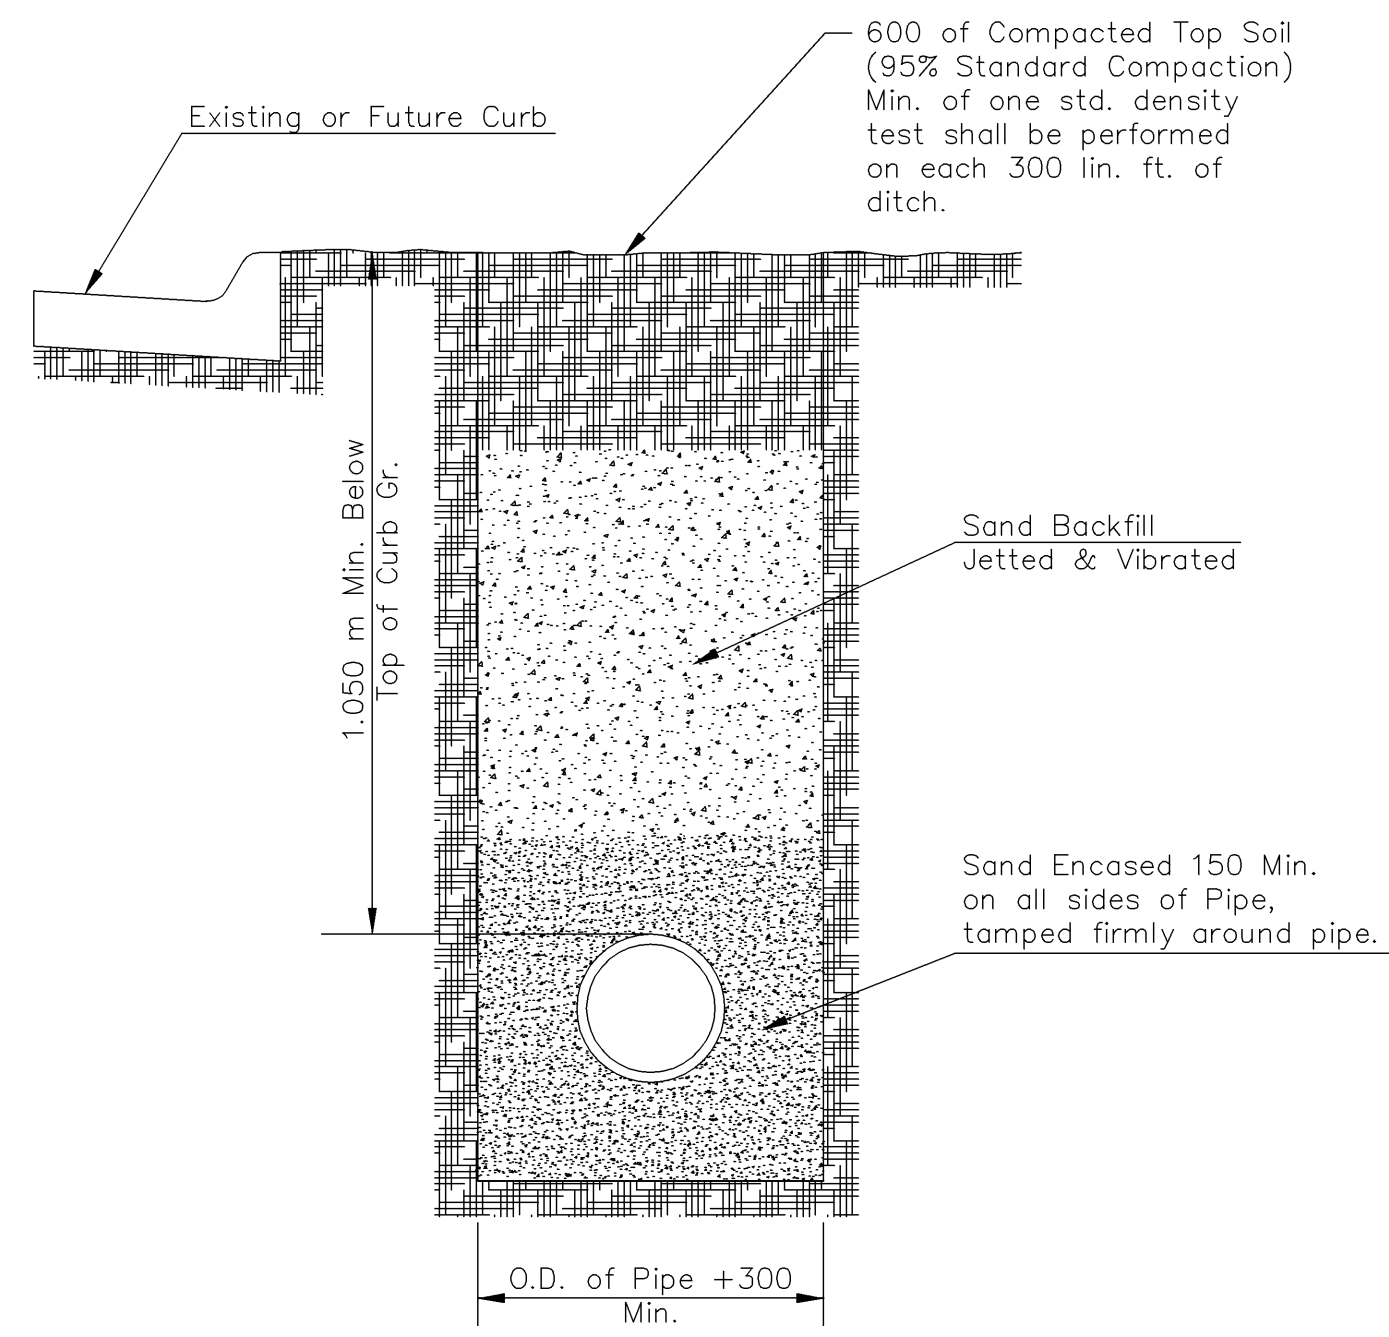 600 of Compacted Top Soil
(95% Standard Compaction)
Min. of one std. density
test shall be performed
on each 300 lin. ft. of
ditch.
Existing or Future Curb
1.050 m Min. Below
Top of Curb Gr.
Sand Backfill
Jetted & Vibrated
Sand Encased 150 Min.
on all sides of Pipe,
tamped firmly around pipe.
O.D. of Pipe +300
Min.